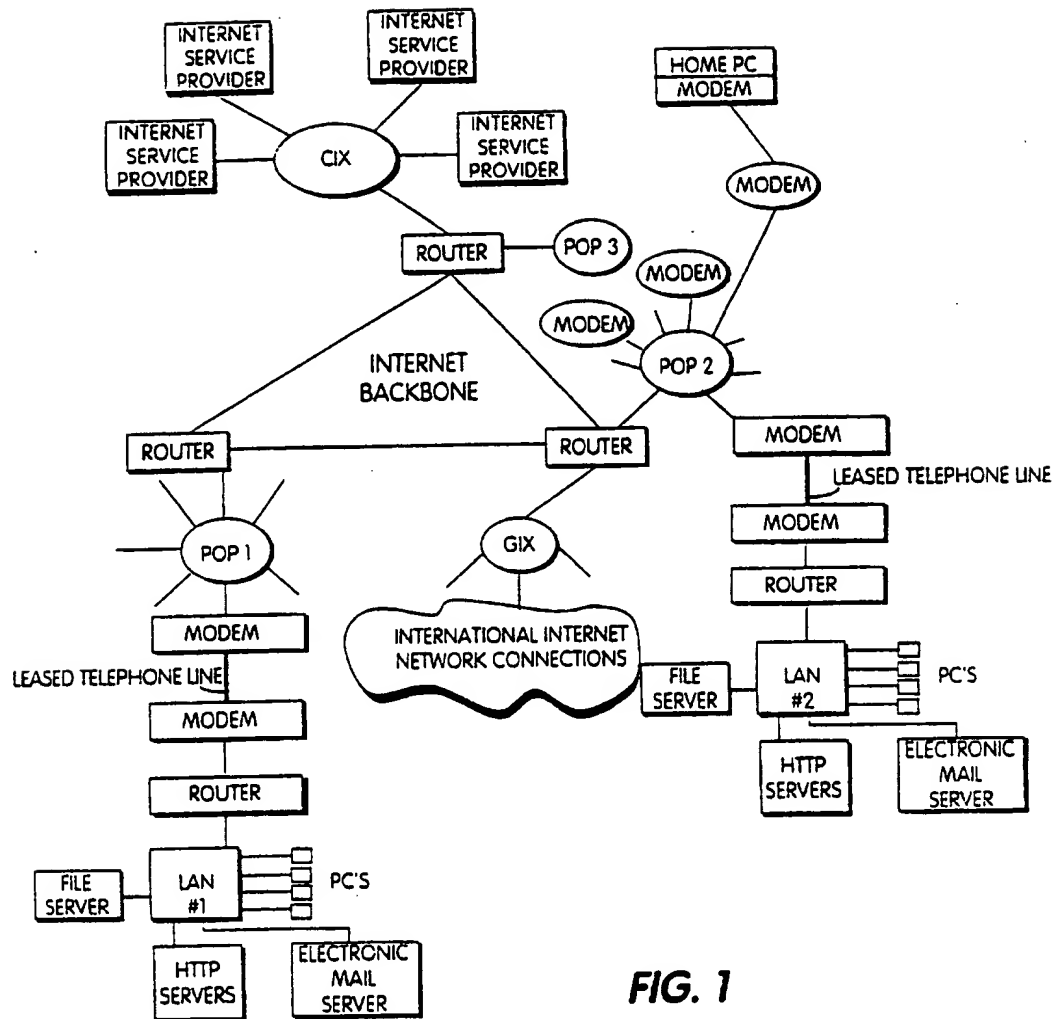 INTERNET
SERVICE
PROVIDER
INTERNET
SERVICE
PROVIDER
HOME PC
MODEM
INTERNET
SERVICE
PROVIDER
CIX
INTERNET
SERVICE
PROVIDER
MODEM
ROUTER
POP 3
MODEM
MODEM
POP 2
INTERNET
BACKBONE
ROUTER
ROUTER
MODEM
LEASED TELEPHONE LINE
MODEM
POP 1
GIX
ROUTER
MODEM
INTERNATIONAL INTERNET
NETWORK CONNECTIONS
LEASED TELEPHONE LINE
FILE
SERVER
LAN
#2
PC'S
MODEM
HTTP
SERVERS
ELECTRONIC
MAIL
SERVER
ROUTER
FILE
SERVER
LAN
#1
PC'S
HTTP
SERVERS
ELECTRONIC
MAIL
SERVER
FIG. 1